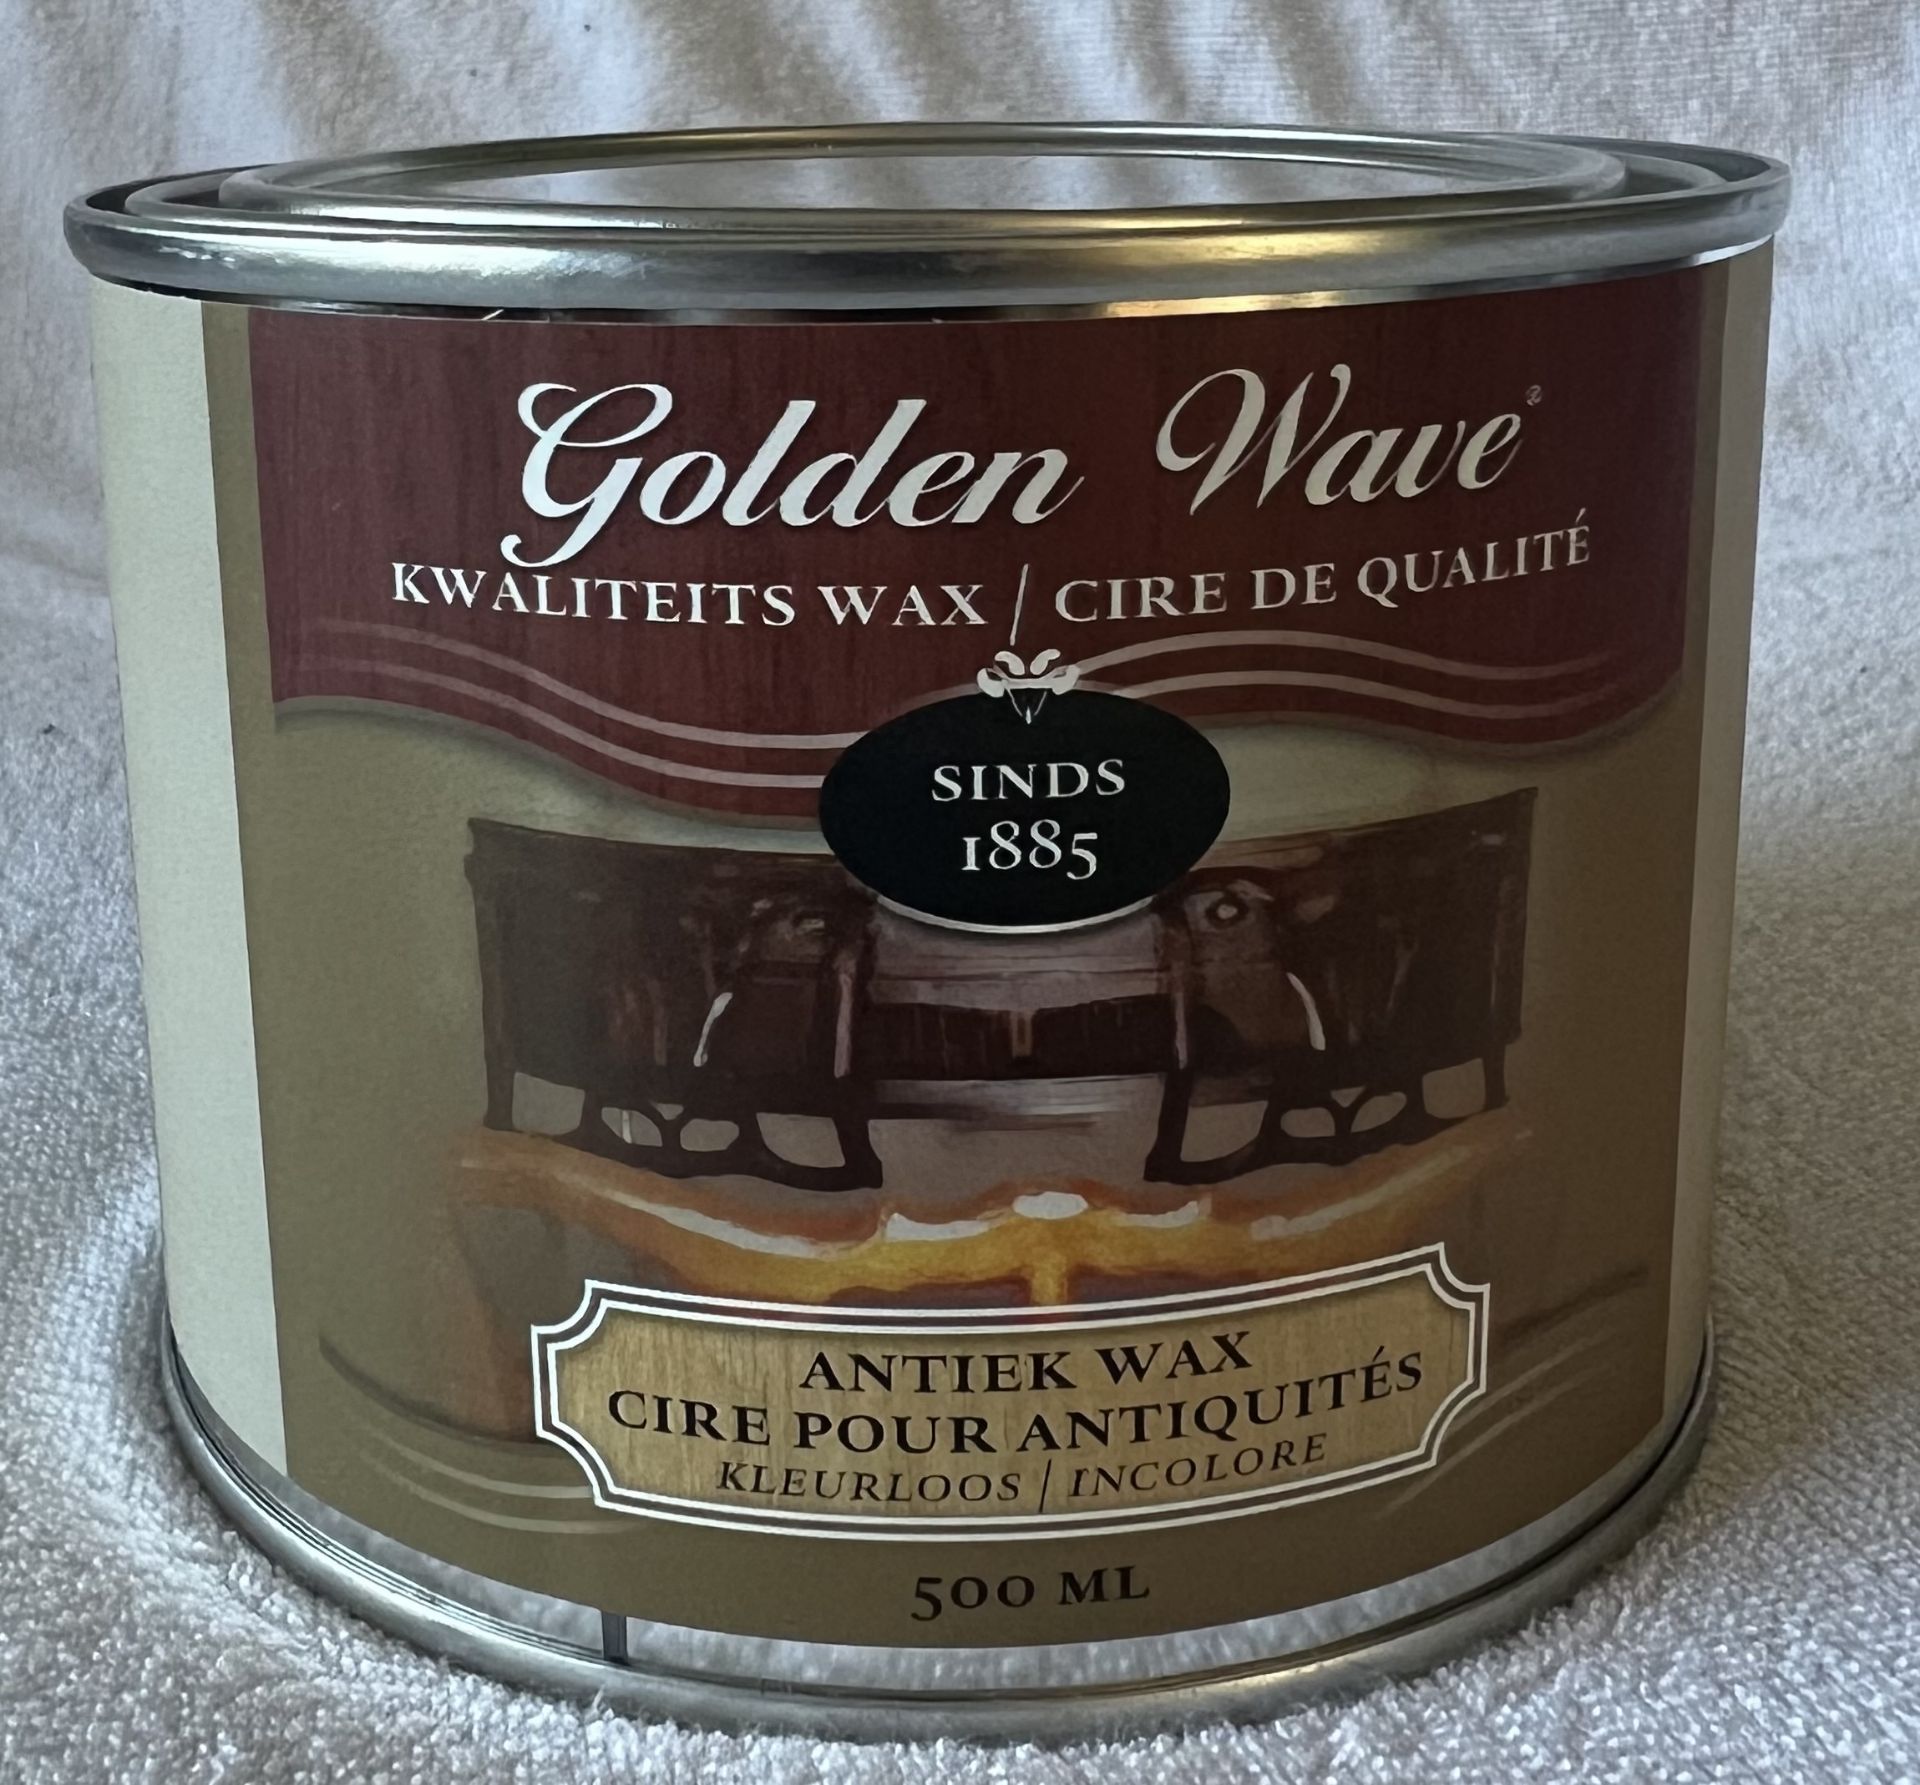 Golden Wave®
KWALITEITS WAX / CIRE DE QUALITÉ
SINDS
1885
ANTIEK WAX
CIRE POUR ANTIQUITÉS
KLEURLOOS / INCOLORE
500 ML